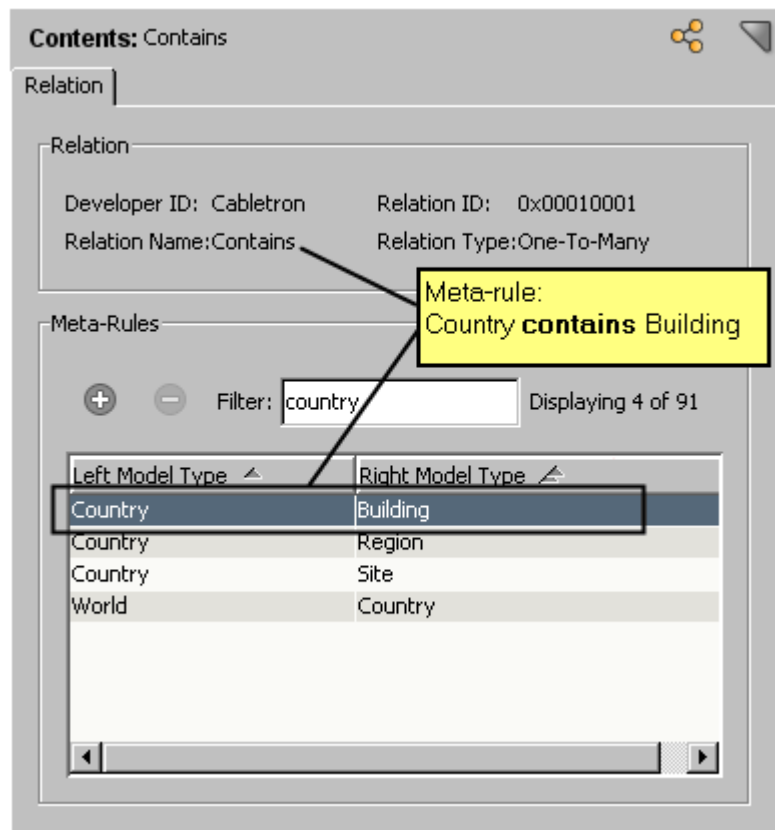 Contents: Contains
Relation
Relation
Developer ID: Cabletron Relation ID: 0x00010001
Relation Name:Contains Relation Type:One-To-Many
Meta-rule:
Country contains Building
Meta-Rules
Filter: country Displaying 4 of 91
Left Model Type Right Model Type
Country Building
Country Region
Country Site
World Country